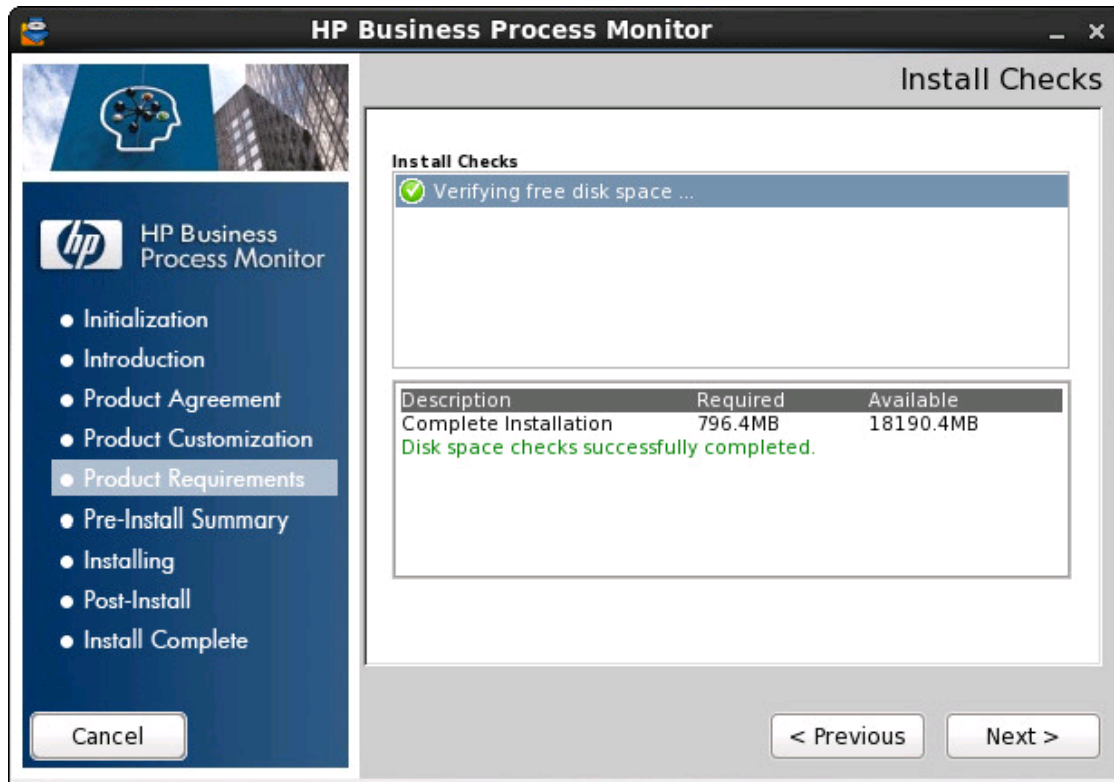 HP Business Process Monitor
Install Checks
hp
HP Business
Process Monitor
Initialization
Introduction
Product Agreement
Product Customization
Product Requirements
Pre-Install Summary
Installing
Post-Install
Install Complete
Install Checks
Verifying free disk space ...
Description Required Available
Complete Installation 796.4MB 18190.4MB
Disk space checks successfully completed.
Cancel
< Previous
Next >